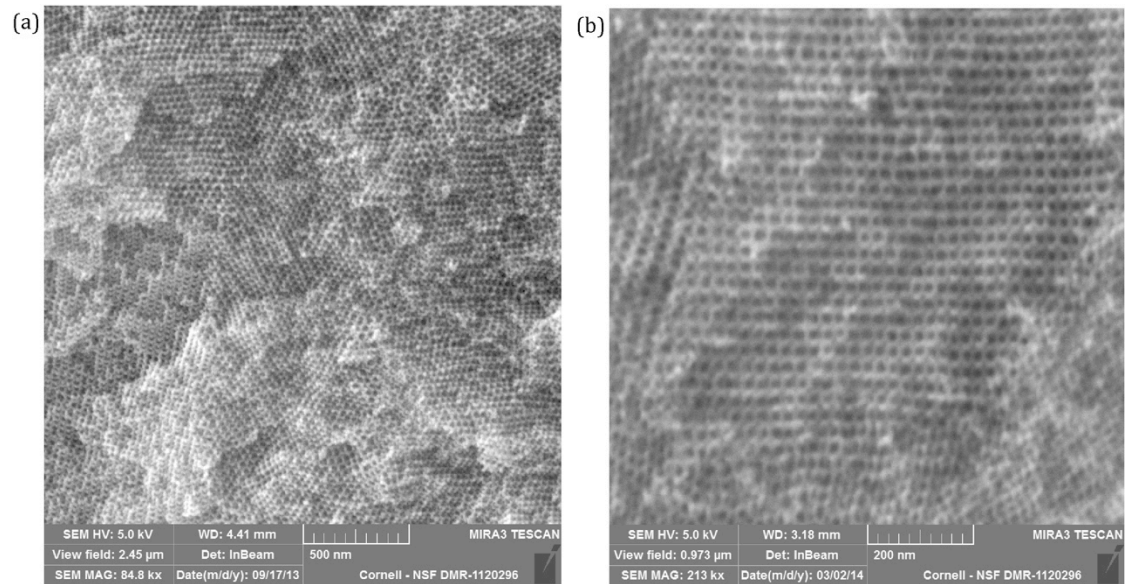 (a)
(b)
SEM HV: 5.0 kV WD: 4.41 mm MIRA3 TESCAN
View field: 2.45 µm Det: InBeam 500 nm
SEM MAG: 84.8 kx Date(m/d/y): 09/17/13 Cornell - NSF DMR-1120296
SEM HV: 5.0 kV WD: 3.18 mm MIRA3 TESCAN
View field: 0.973 µm Det: InBeam 200 nm
SEM MAG: 213 kx Date(m/d/y): 03/02/14 Cornell - NSF DMR-1120296